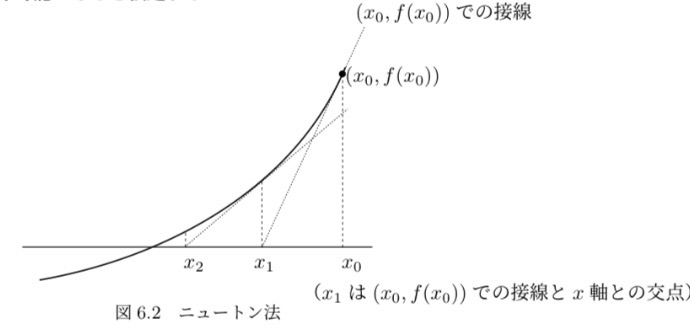 (x₀, f(x₀)) での接線
(x₀, f(x₀))
x₂ x₁ x₀
(x₁ は (x₀, f(x₀)) での接線と x 軸との交点)
図 6.2 ニュートン法